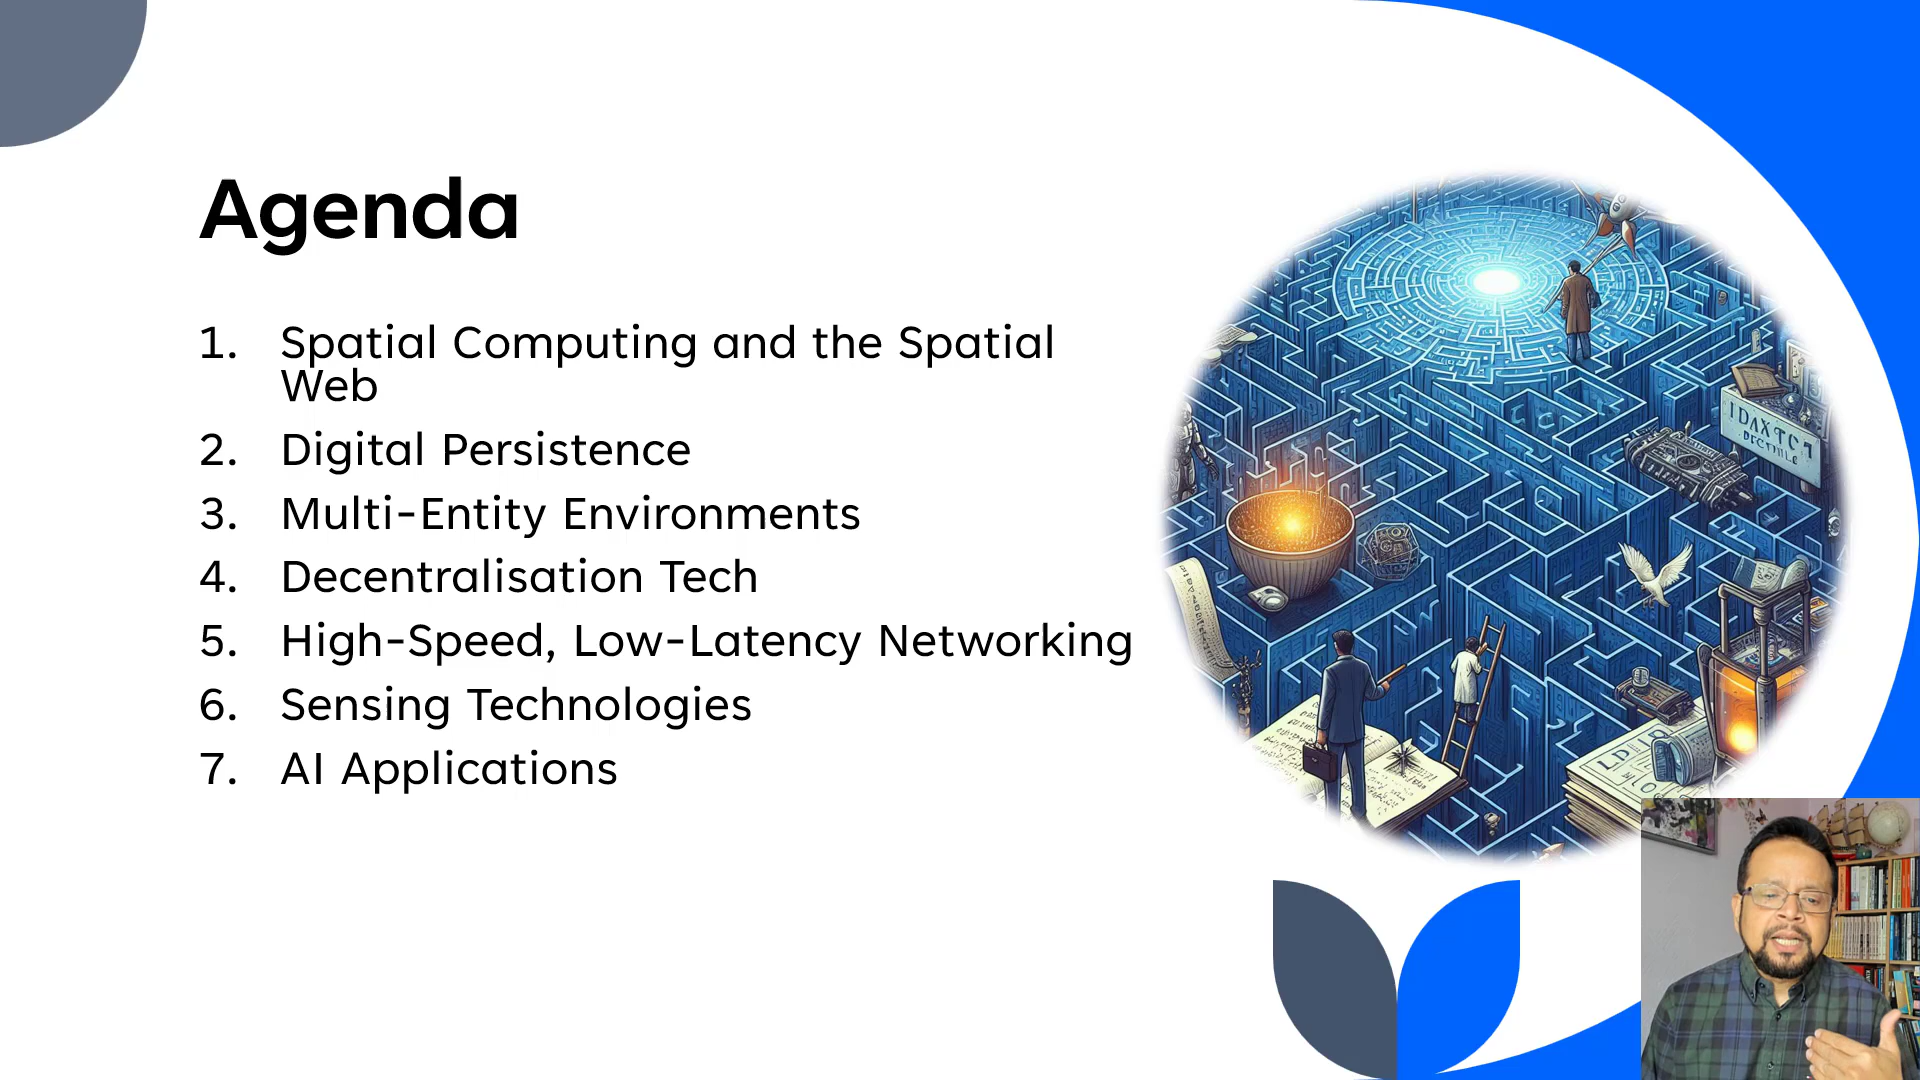 Agenda
1. Spatial Computing and the Spatial
Web
2. Digital Persistence
3. Multi-Entity Environments
4. Decentralisation Tech
5. High-Speed, Low-Latency Networking
6. Sensing Technologies
7. AI Applications